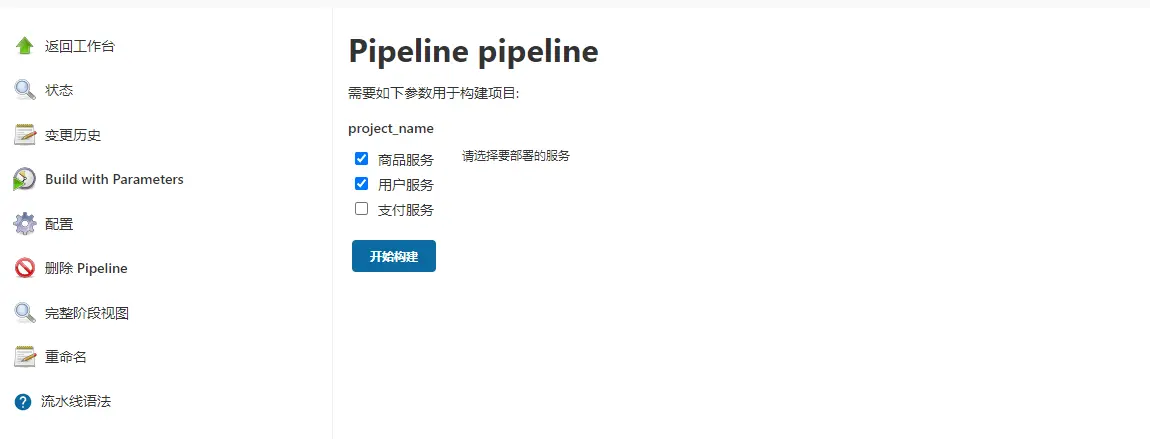 返回工作台
状态
变更历史
Build with Parameters
配置
删除 Pipeline
完整阶段视图
重命名
流水线语法
Pipeline pipeline
需要如下参数用于构建项目:
project_name
商品服务
请选择要部署的服务
用户服务
支付服务
开始构建